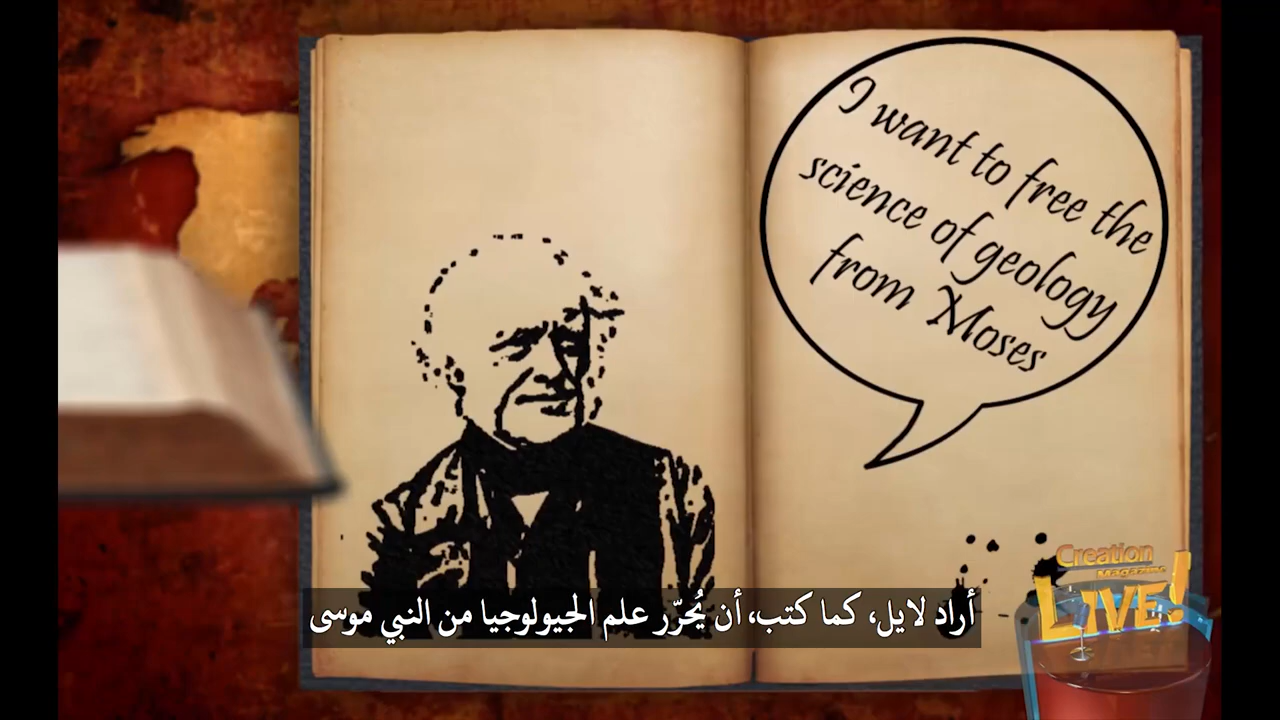 I want to free the
science of geology
from Moses
Creation
Magazine
LIVE!
أراد لايل، كما كتب، أن يُحرّر علم الجيولوجيا من النبي موسى